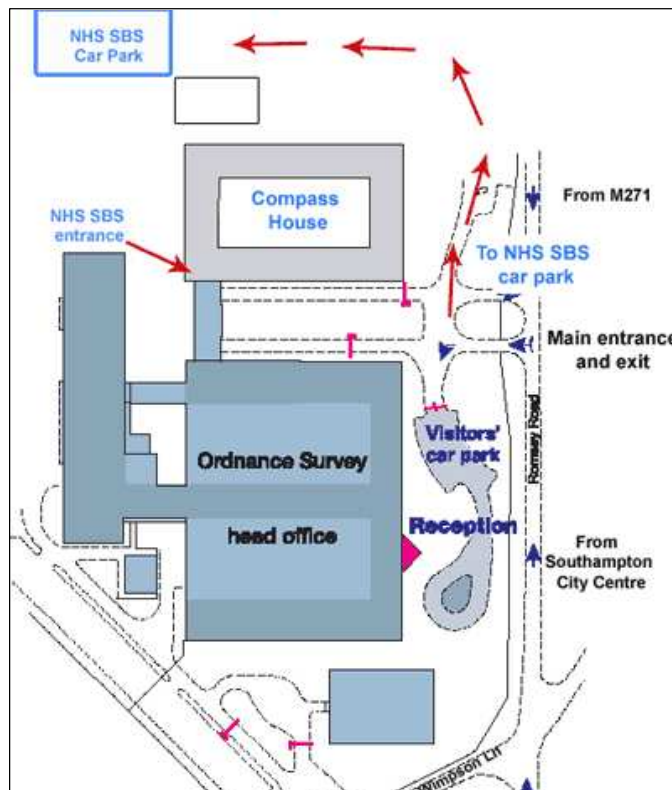 NHS SBS
Car Park
From M271
Compass
House
NHS SBS
entrance
To NHS SBS
car park
Main entrance
and exit
Romsey Road
Visitors'
car park
Ordnance Survey
Reception
head office
From
Southampton
City Centre
Wimpson Ln